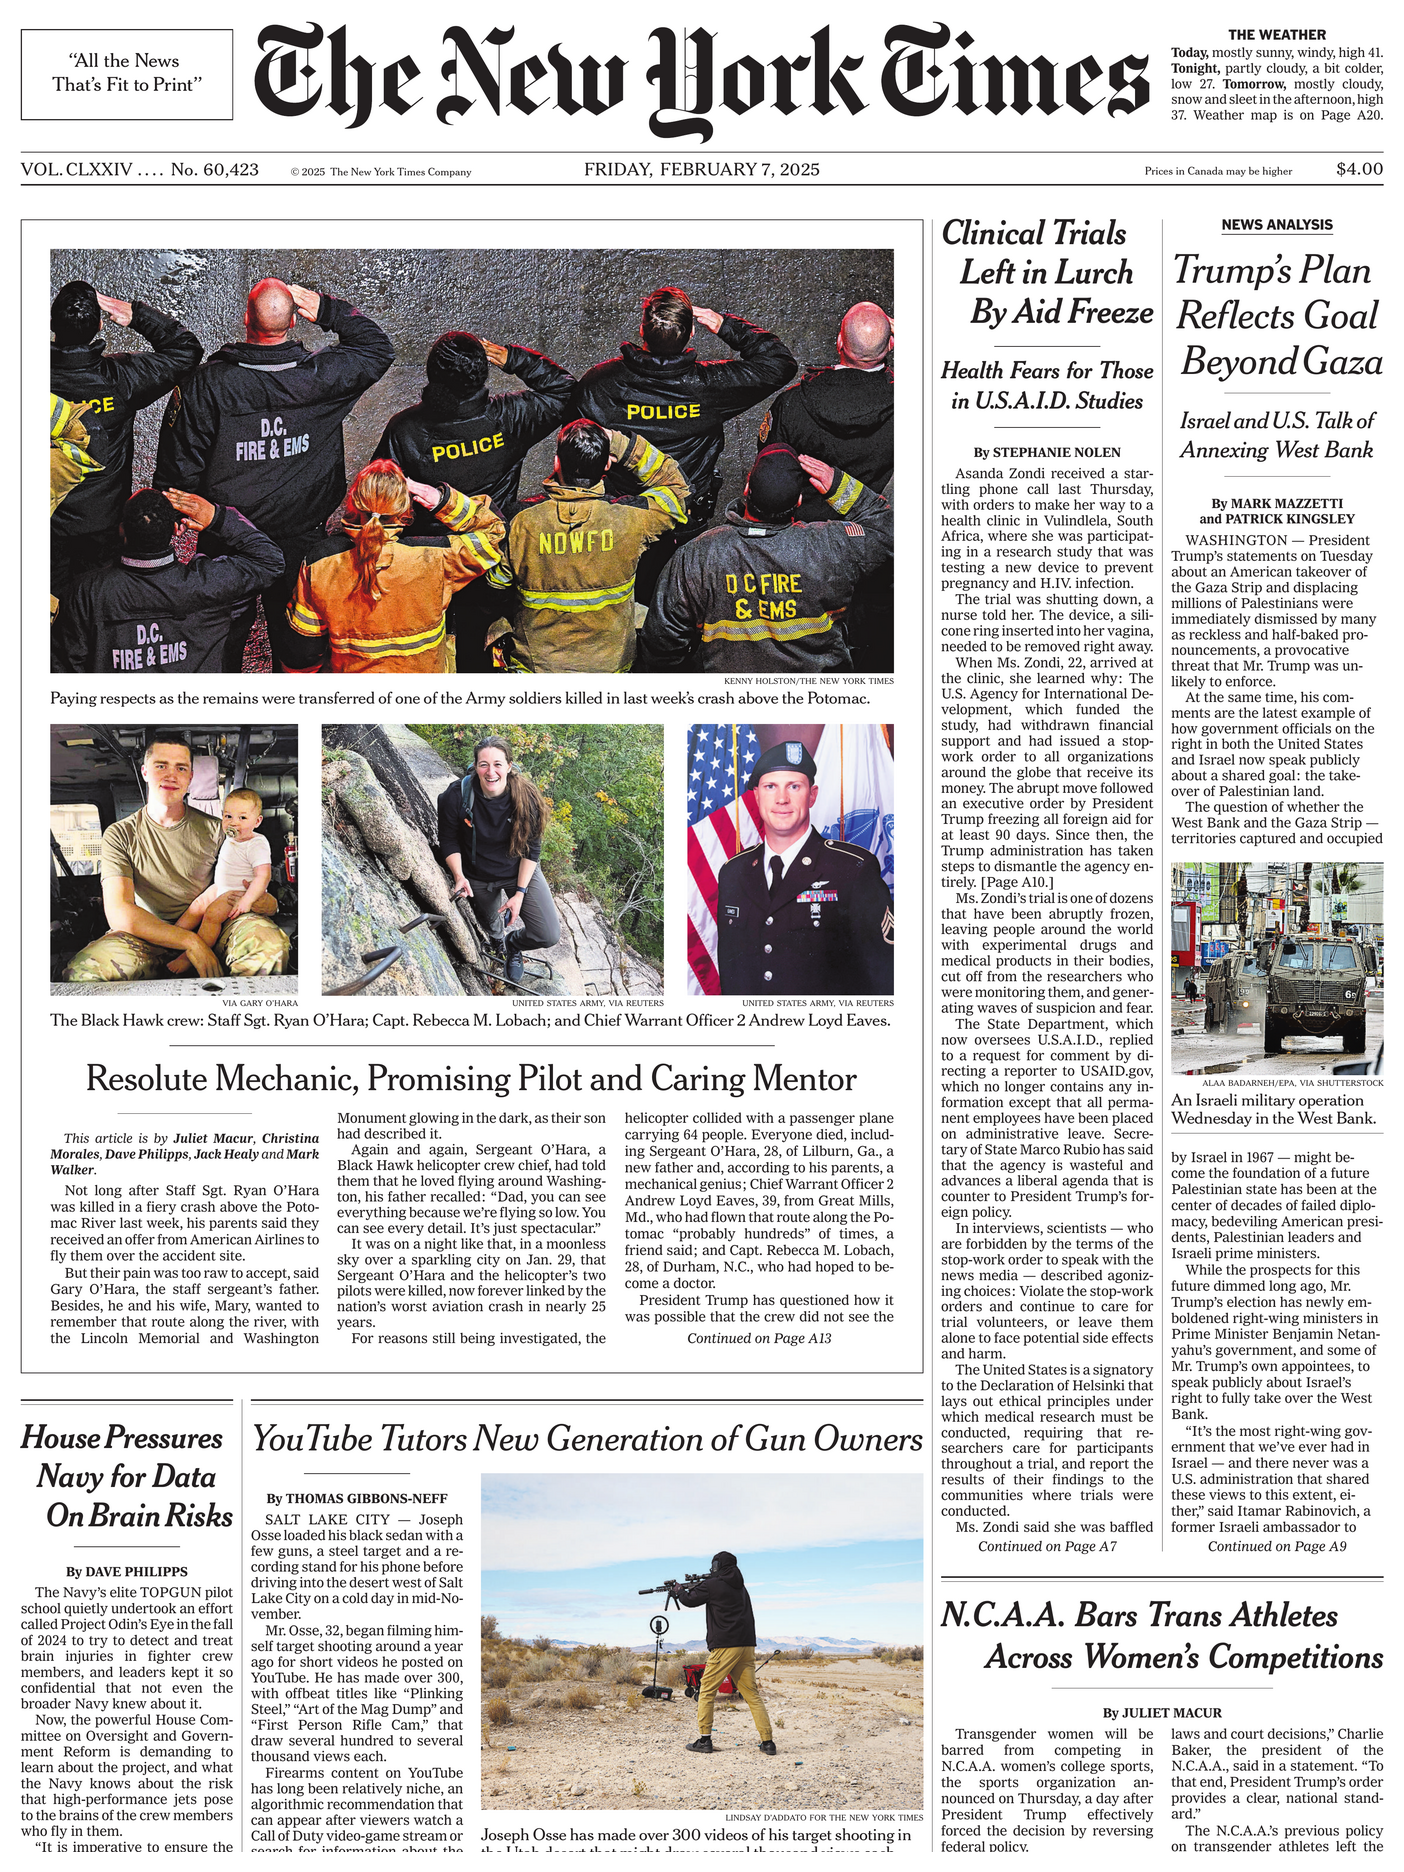 “All the News
That’s Fit to Print”
The New York Times
THE WEATHER
Today, mostly sunny, windy, high 41.
Tonight, partly cloudy, a bit colder,
low 27. Tomorrow, mostly cloudy,
snow and sleet in the afternoon, high
37. Weather map is on Page A20.
VOL. CLXXIV .... No. 60,423
© 2025 The New York Times Company
FRIDAY, FEBRUARY 7, 2025
Prices in Canada may be higher
$4.00
CE
D.C.
FIRE & EMS
POLICE
POLICE
NDWFD
D C FIRE
& EMS
D.C.
FIRE & EMS
KENNY HOLSTON/THE NEW YORK TIMES
Paying respects as the remains were transferred of one of the Army soldiers killed in last week’s crash above the Potomac.
VIA GARY O’HARA
UNITED STATES ARMY, VIA REUTERS
UNITED STATES ARMY, VIA REUTERS
The Black Hawk crew: Staff Sgt. Ryan O’Hara; Capt. Rebecca M. Lobach; and Chief Warrant Officer 2 Andrew Loyd Eaves.
Resolute Mechanic, Promising Pilot and Caring Mentor
This article is by Juliet Macur, Christina
Morales, Dave Philipps, Jack Healy and Mark
Walker.
Not long after Staff Sgt. Ryan O’Hara
was killed in a fiery crash above the Poto-
mac River last week, his parents said they
received an offer from American Airlines to
fly them over the accident site.
But their pain was too raw to accept, said
Gary O’Hara, the staff sergeant’s father.
Besides, he and his wife, Mary, wanted to
remember that route along the river, with
the Lincoln Memorial and Washington
Monument glowing in the dark, as their son
had described it.
Again and again, Sergeant O’Hara, a
Black Hawk helicopter crew chief, had told
them that he loved flying around Washing-
ton, his father recalled: “Dad, you can see
everything because we’re flying so low. You
can see every detail. It’s just spectacular.”
It was on a night like that, in a moonless
sky over a sparkling city on Jan. 29, that
Sergeant O’Hara and the helicopter’s two
pilots were killed, now forever linked by the
nation’s worst aviation crash in nearly 25
years.
For reasons still being investigated, the
helicopter collided with a passenger plane
carrying 64 people. Everyone died, includ-
ing Sergeant O’Hara, 28, of Lilburn, Ga., a
new father and, according to his parents, a
mechanical genius; Chief Warrant Officer 2
Andrew Loyd Eaves, 39, from Great Mills,
Md., who had flown that route along the Po-
tomac “probably hundreds” of times, a
friend said; and Capt. Rebecca M. Lobach,
28, of Durham, N.C., who had hoped to be-
come a doctor.
President Trump has questioned how it
was possible that the crew did not see the
Continued on Page A13
Clinical Trials
Left in Lurch
By Aid Freeze
Health Fears for Those
in U.S.A.I.D. Studies
By STEPHANIE NOLEN
Asanda Zondi received a star-
tling phone call last Thursday,
with orders to make her way to a
health clinic in Vulindlela, South
Africa, where she was participat-
ing in a research study that was
testing a new device to prevent
pregnancy and H.IV. infection.
The trial was shutting down, a
nurse told her. The device, a sili-
cone ring inserted into her vagina,
needed to be removed right away.
When Ms. Zondi, 22, arrived at
the clinic, she learned why: The
U.S. Agency for International De-
velopment, which funded the
study, had withdrawn financial
support and had issued a stop-
work order to all organizations
around the globe that receive its
money. The abrupt move followed
an executive order by President
Trump freezing all foreign aid for
at least 90 days. Since then, the
Trump administration has taken
steps to dismantle the agency en-
tirely. [Page A10.]
Ms. Zondi’s trial is one of dozens
that have been abruptly frozen,
leaving people around the world
with experimental drugs and
medical products in their bodies,
cut off from the researchers who
were monitoring them, and gener-
ating waves of suspicion and fear.
The State Department, which
now oversees U.S.A.I.D., replied
to a request for comment by di-
recting a reporter to USAID.gov,
which no longer contains any in-
formation except that all perma-
nent employees have been placed
on administrative leave. Secre-
tary of State Marco Rubio has said
that the agency is wasteful and
advances a liberal agenda that is
counter to President Trump’s for-
eign policy.
In interviews, scientists — who
are forbidden by the terms of the
stop-work order to speak with the
news media — described agoniz-
ing choices: Violate the stop-work
orders and continue to care for
trial volunteers, or leave them
alone to face potential side effects
and harm.
The United States is a signatory
to the Declaration of Helsinki that
lays out ethical principles under
which medical research must be
conducted, requiring that re-
searchers care for participants
throughout a trial, and report the
results of their findings to the
communities where trials were
conducted.
Ms. Zondi said she was baffled
Continued on Page A7
NEWS ANALYSIS
Trump’s Plan
Reflects Goal
Beyond Gaza
Israel and U.S. Talk of
Annexing West Bank
By MARK MAZZETTI
and PATRICK KINGSLEY
WASHINGTON — President
Trump’s statements on Tuesday
about an American takeover of
the Gaza Strip and displacing
millions of Palestinians were
immediately dismissed by many
as reckless and half-baked pro-
nouncements, a provocative
threat that Mr. Trump was un-
likely to enforce.
At the same time, his com-
ments are the latest example of
how government officials on the
right in both the United States
and Israel now speak publicly
about a shared goal: the take-
over of Palestinian land.
The question of whether the
West Bank and the Gaza Strip —
territories captured and occupied
ALAA BADARNEH/EPA, VIA SHUTTERSTOCK
An Israeli military operation
Wednesday in the West Bank.
by Israel in 1967 — might be-
come the foundation of a future
Palestinian state has been at the
center of decades of failed diplo-
macy, bedeviling American presi-
dents, Palestinian leaders and
Israeli prime ministers.
While the prospects for this
future dimmed long ago, Mr.
Trump’s election has newly em-
boldened right-wing ministers in
Prime Minister Benjamin Netan-
yahu’s government, and some of
Mr. Trump’s own appointees, to
speak publicly about Israel’s
right to fully take over the West
Bank.
“It’s the most right-wing gov-
ernment that we’ve ever had in
Israel — and there never was a
U.S. administration that shared
these views to this extent, ei-
ther,” said Itamar Rabinovich, a
former Israeli ambassador to
Continued on Page A9
House Pressures
Navy for Data
On Brain Risks
By DAVE PHILIPPS
The Navy’s elite TOPGUN pilot
school quietly undertook an effort
called Project Odin’s Eye in the fall
of 2024 to try to detect and treat
brain injuries in fighter crew
members, and leaders kept it so
confidential that not even the
broader Navy knew about it.
Now, the powerful House Com-
mittee on Oversight and Govern-
ment Reform is demanding to
learn about the project, and what
the Navy knows about the risk
that high-performance jets pose
to the brains of the crew members
who fly in them.
“It is imperative to ensure the
YouTube Tutors New Generation of Gun Owners
By THOMAS GIBBONS-NEFF
SALT LAKE CITY — Joseph
Osse loaded his black sedan with a
few guns, a steel target and a re-
cording stand for his phone before
driving into the desert west of Salt
Lake City on a cold day in mid-No-
vember.
Mr. Osse, 32, began filming him-
self target shooting around a year
ago for short videos he posted on
YouTube. He has made over 300,
with offbeat titles like “Plinking
Steel,” “Art of the Mag Dump” and
“First Person Rifle Cam,” that
draw several hundred to several
thousand views each.
Firearms content on YouTube
has long been relatively niche, an
algorithmic recommendation that
can appear after viewers watch a
Call of Duty video-game stream or
search for information about the
LINDSAY D’ADDATO FOR THE NEW YORK TIMES
Joseph Osse has made over 300 videos of his target shooting in
the Utah desert that might draw several thousand views each.
N.C.A.A. Bars Trans Athletes
Across Women’s Competitions
By JULIET MACUR
Transgender women will be
barred from competing in
N.C.A.A. women’s college sports,
the sports organization an-
nounced on Thursday, a day after
President Trump effectively
forced the decision by reversing
federal policy.
laws and court decisions,” Charlie
Baker, the president of the
N.C.A.A., said in a statement. “To
that end, President Trump’s order
provides a clear, national stand-
ard.”
The N.C.A.A.’s previous policy
on transgender athletes left the